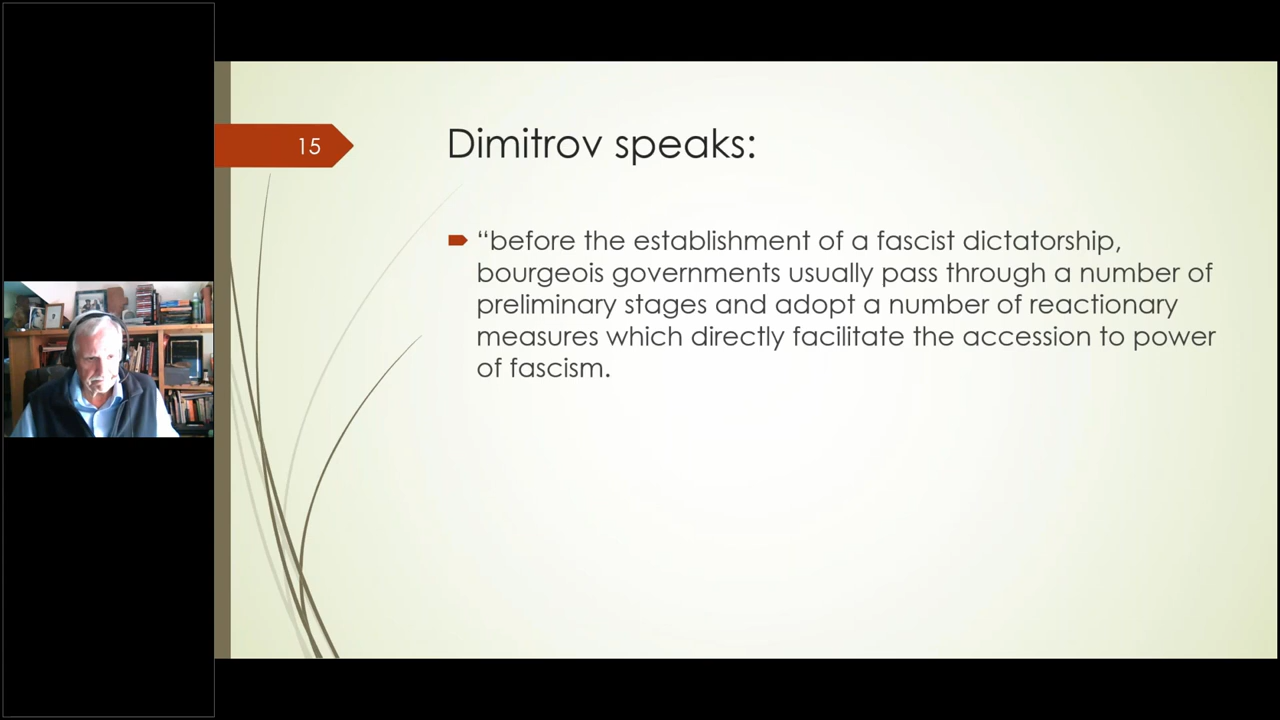 15
Dimitrov speaks:
“before the establishment of a fascist dictatorship,
bourgeois governments usually pass through a number of
preliminary stages and adopt a number of reactionary
measures which directly facilitate the accession to power
of fascism.